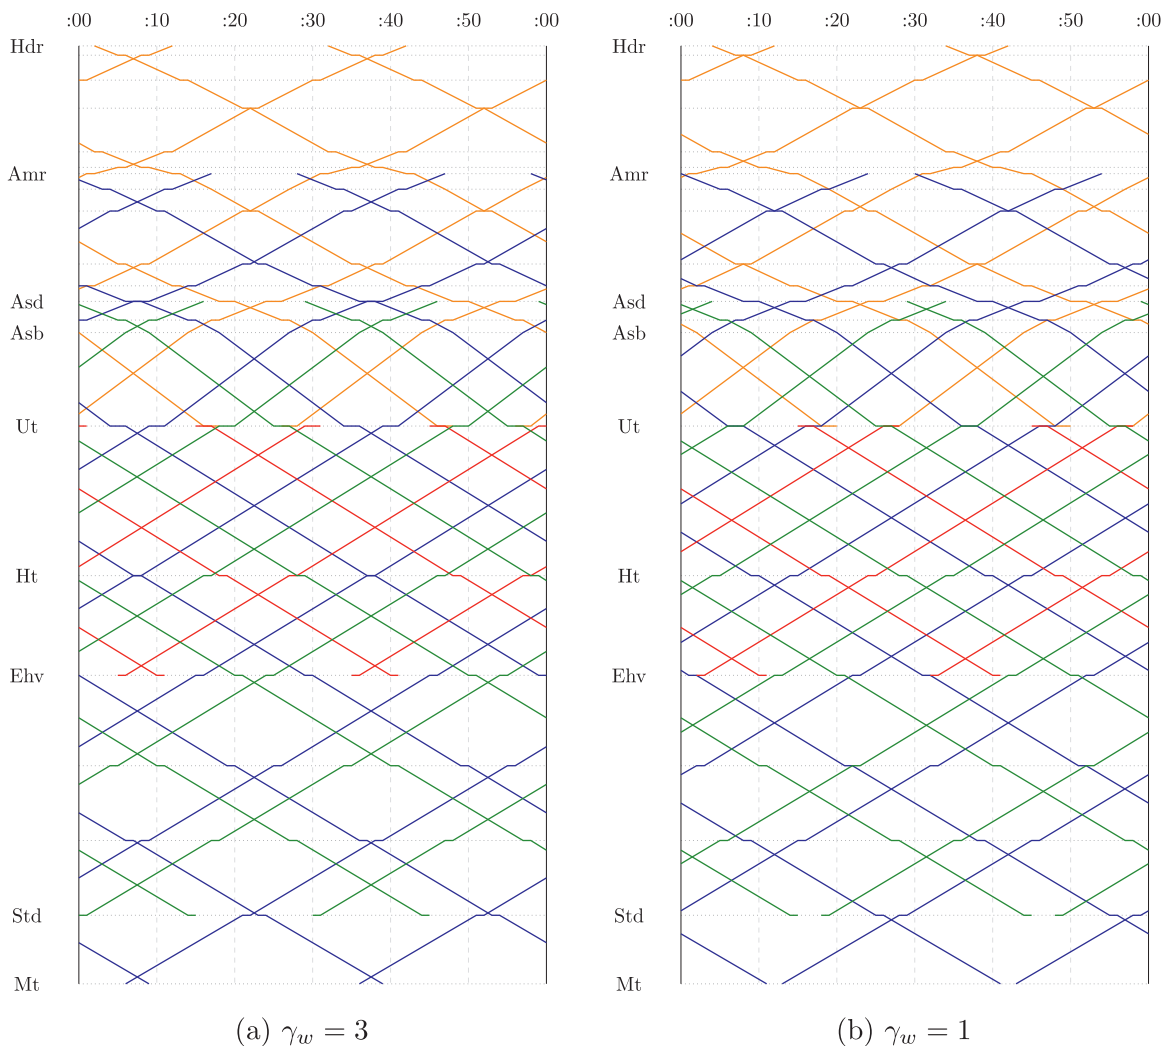 :00 :10 :20 :30 :40 :50 :00 :00 :10 :20 :30 :40 :50 :00
Hdr Hdr
Amr Amr
Asd Asd
Asb Asb
Ut Ut
Ht Ht
Ehv Ehv
Std Std
Mt Mt
(a) γw = 3 (b) γw = 1